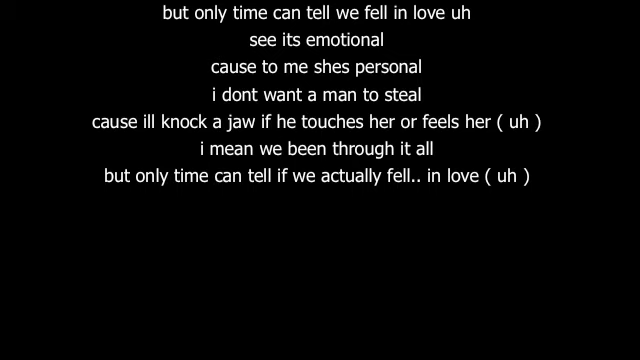 but only time can tell we fell in love uh
see its emotional
cause to me shes personal
i dont want a man to steal
cause ill knock a jaw if he touches her or feels her ( uh )
i mean we been through it all
but only time can tell if we actually fell.. in love ( uh )